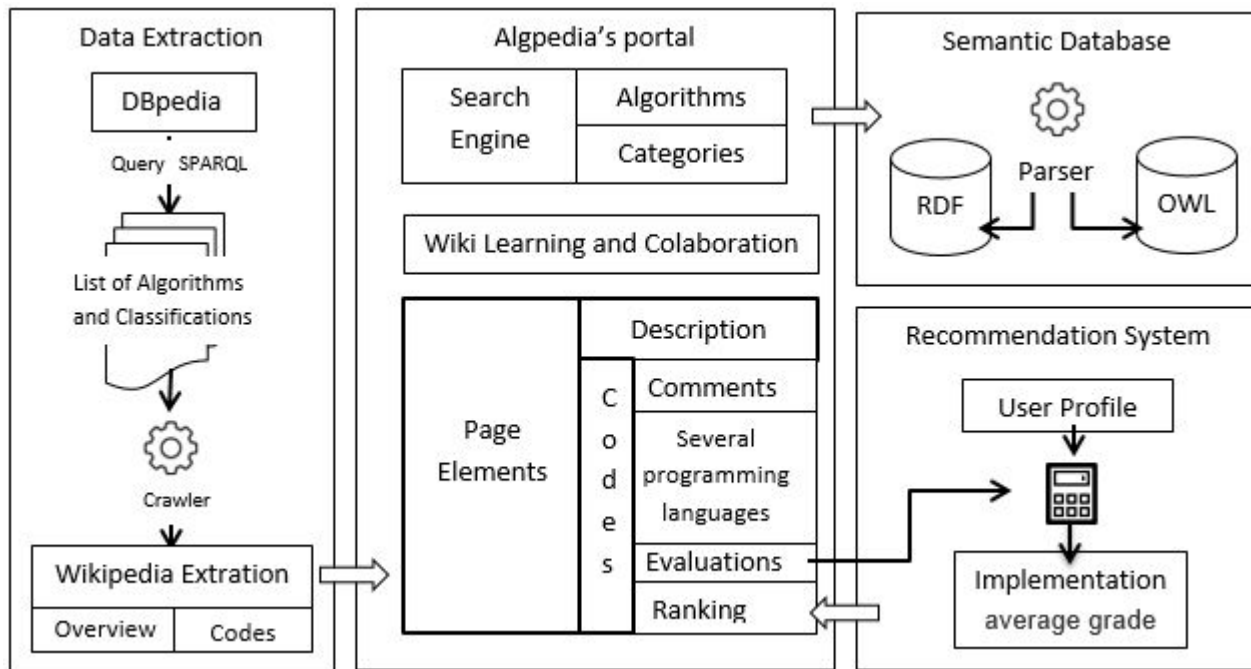 Data Extraction
DBpedia
Query SPARQL
List of Algorithms
and Classifications
Crawler
Wikipedia Extration
Overview
Codes
Algpedia's portal
Search
Engine
Algorithms
Categories
Wiki Learning and Colaboration
Page
Elements
Codes
Description
Comments
Several
programming
languages
Evaluations
Ranking
Semantic Database
Parser
RDF
OWL
Recommendation System
User Profile
Implementation
average grade